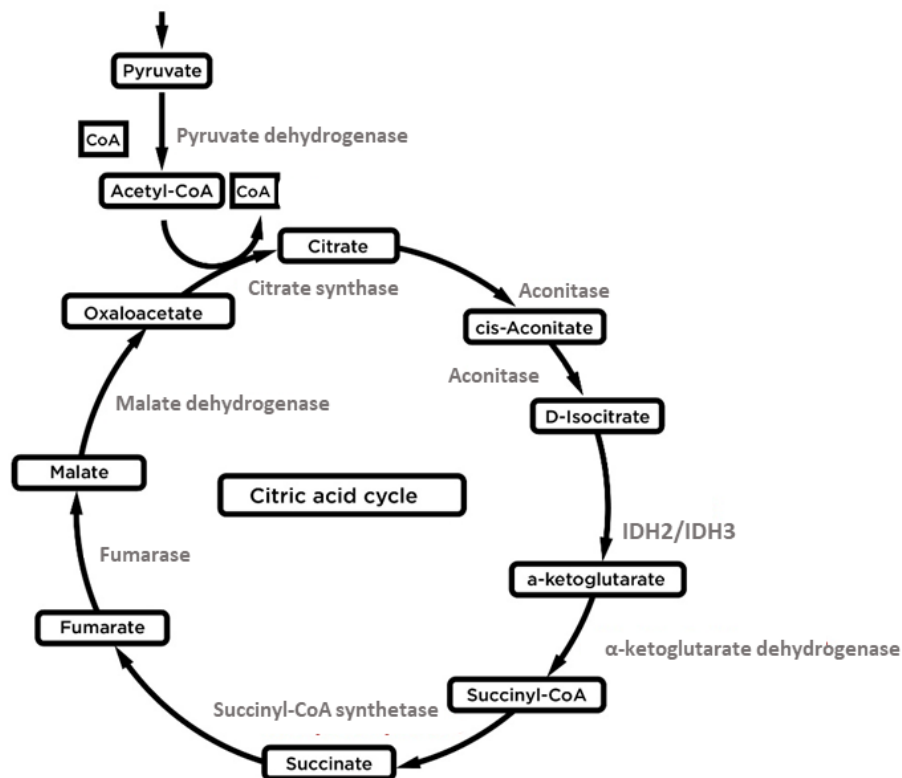 Pyruvate
CoA
Pyruvate dehydrogenase
Acetyl-CoA
CoA
Citrate
Citrate synthase
Aconitase
Oxaloacetate
cis-Aconitate
Aconitase
Malate dehydrogenase
D-Isocitrate
Malate
Citric acid cycle
IDH2/IDH3
Fumarase
a-ketoglutarate
Fumarate
α-ketoglutarate dehydrogenase
Succinyl-CoA
Succinyl-CoA synthetase
Succinate